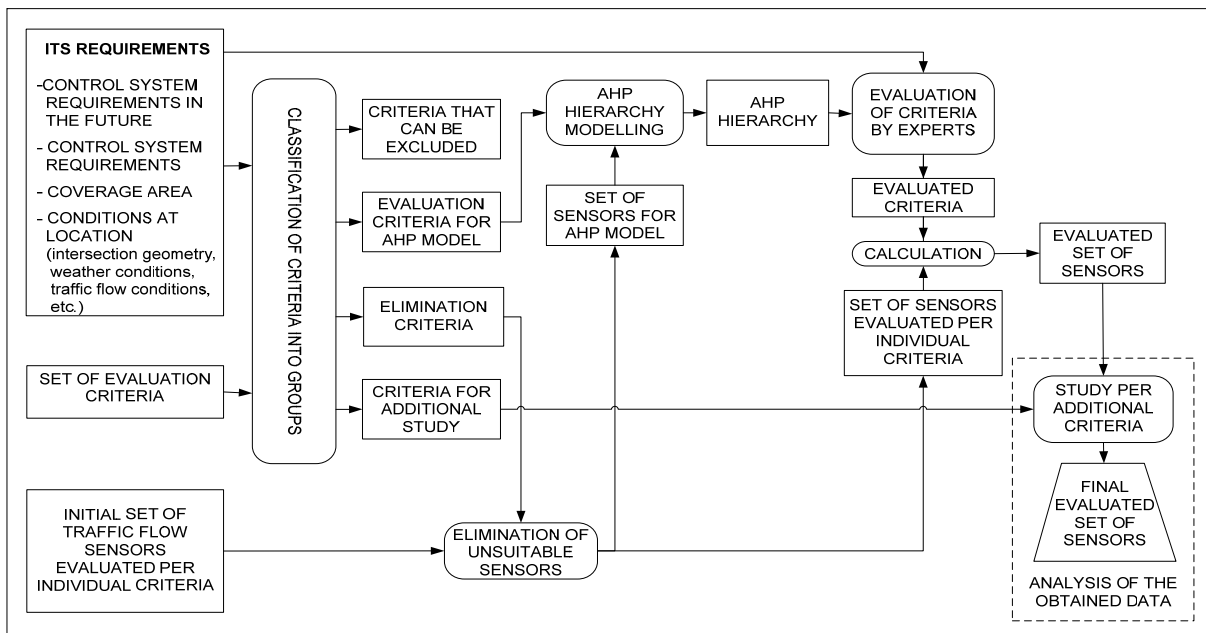 ITS REQUIREMENTS
-CONTROL SYSTEM
REQUIREMENTS IN
THE FUTURE
- CONTROL SYSTEM
REQUIREMENTS
- COVERAGE AREA
- CONDITIONS AT
LOCATION
(intersection geometry,
weather conditions,
traffic flow conditions,
etc.)
SET OF EVALUATION
CRITERIA
INITIAL SET OF
TRAFFIC FLOW
SENSORS
EVALUATED PER
INDIVIDUAL CRITERIA
CLASSIFICATION OF CRITERIA INTO GROUPS
CRITERIA THAT
CAN BE
EXCLUDED
EVALUATION
CRITERIA FOR
AHP MODEL
ELIMINATION
CRITERIA
CRITERIA FOR
ADDITIONAL
STUDY
ELIMINATION OF
UNSUITABLE
SENSORS
AHP
HIERARCHY
MODELLING
SET OF
SENSORS FOR
AHP MODEL
AHP
HIERARCHY
EVALUATION
OF CRITERIA
BY EXPERTS
EVALUATED
CRITERIA
CALCULATION
SET OF SENSORS
EVALUATED PER
INDIVIDUAL
CRITERIA
EVALUATED
SET OF
SENSORS
STUDY PER
ADDITIONAL
CRITERIA
FINAL
EVALUATED
SET OF
SENSORS
ANALYSIS OF THE
OBTAINED DATA